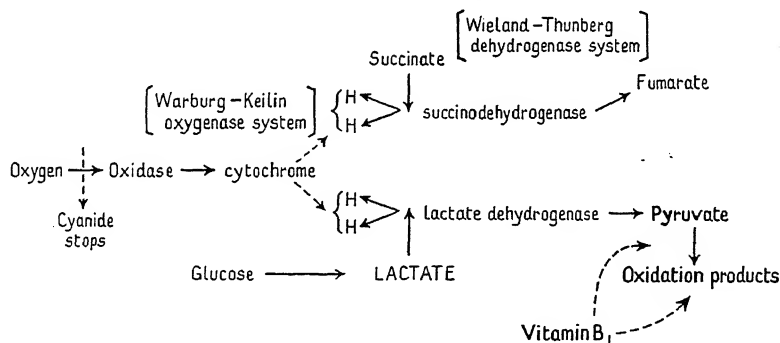 [Wieland-Thunberg
dehydrogenase system]
Succinate
Fumarate
[Warburg-Keilin
oxygenase system]
{H
H
succinodehydrogenase
Oxygen
Oxidase
cytochrome
Cyanide
stops
{H
H
Lactate dehydrogenase
Pyruvate
Glucose
LACTATE
Oxidation products
Vitamin B₁